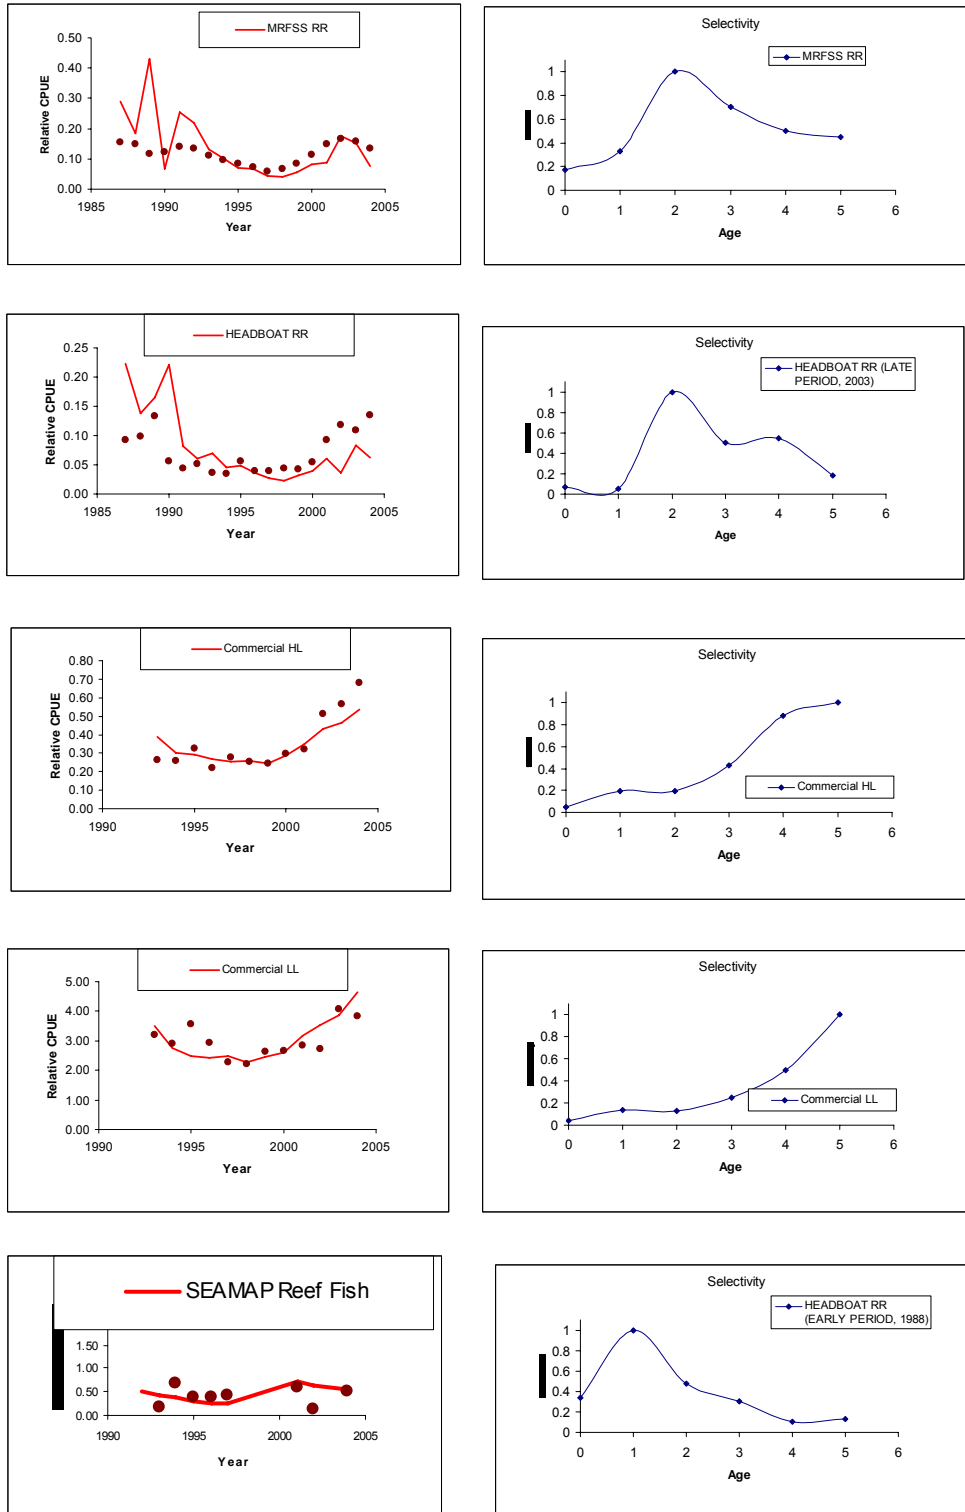 MRFSS RR
0.50
0.40
0.30
0.20
0.10
0.00
Relative CPUE
1985 1990 1995 2000 2005
Year
Selectivity
MRFSS RR
1
0.8
0.6
0.4
0.2
0
0 1 2 3 4 5 6
Age
HEADBOAT RR
0.25
0.20
0.15
0.10
0.05
0.00
Relative CPUE
1985 1990 1995 2000 2005
Year
Selectivity
HEADBOAT RR (LATE
PERIOD, 2003)
1
0.8
0.6
0.4
0.2
0
0 1 2 3 4 5 6
Age
Commercial HL
0.80
0.70
0.60
0.50
0.40
0.30
0.20
0.10
0.00
Relative CPUE
1990 1995 2000 2005
Year
Selectivity
Commercial HL
1
0.8
0.6
0.4
0.2
0
0 1 2 3 4 5 6
Age
Commercial LL
5.00
4.00
3.00
2.00
1.00
0.00
Relative CPUE
1990 1995 2000 2005
Year
Selectivity
Commercial LL
1
0.8
0.6
0.4
0.2
0
0 1 2 3 4 5 6
Age
SEAMAP Reef Fish
1.50
1.00
0.50
0.00
1990 1995 2000 2005
Year
Selectivity
HEADBOAT RR
(EARLY PERIOD, 1988)
1
0.8
0.6
0.4
0.2
0
0 1 2 3 4 5 6
Age